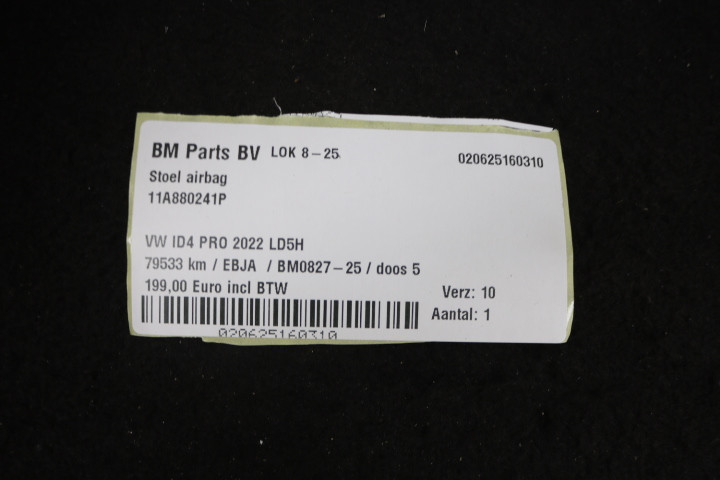 BM Parts BV LOK 8-25 020625160310
Stoel airbag
11A880241P
VW ID4 PRO 2022 LD5H
79533 km / EBJA / BM0827-25 / doos 5
199,00 Euro incl BTW Verz: 10
Aantal: 1
020625160310